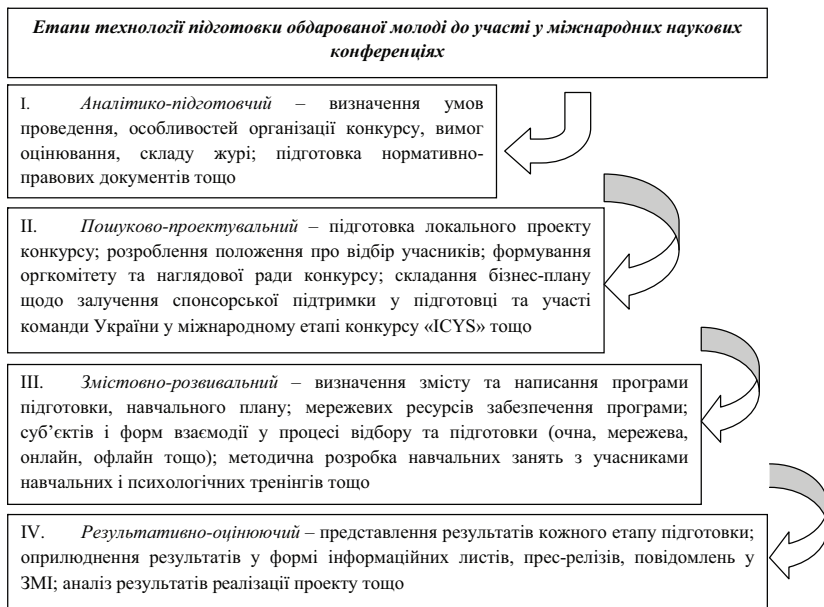 Етапи технології підготовки обдарованої молоді до участі у міжнародних наукових
конференціях
I. Аналітико-підготовчий – визначення умов
проведення, особливостей організації конкурсу, вимог
оцінювання, складу журі; підготовка нормативно-
правових документів тощо
II. Пошуково-проектувальний – підготовка локального проекту
конкурсу; розроблення положення про відбір учасників; формування
оргкомітету та наглядової ради конкурсу; складання бізнес-плану
щодо залучення спонсорської підтримки у підготовці та участі
команди України у міжнародному етапі конкурсу «ICYS» тощо
III. Змістовно-розвивальний – визначення змісту та написання програми
підготовки, навчального плану; мережевих ресурсів забезпечення програми;
суб’єктів і форм взаємодії у процесі відбору та підготовки (очна, мережева,
онлайн, офлайн тощо); методична розробка навчальних занять з учасниками
навчальних і психологічних тренінгів тощо
IV. Результативно-оцінюючий – представлення результатів кожного етапу підготовки;
оприлюднення результатів у формі інформаційних листів, прес-релізів, повідомлень у
ЗМІ; аналіз результатів реалізації проекту тощо